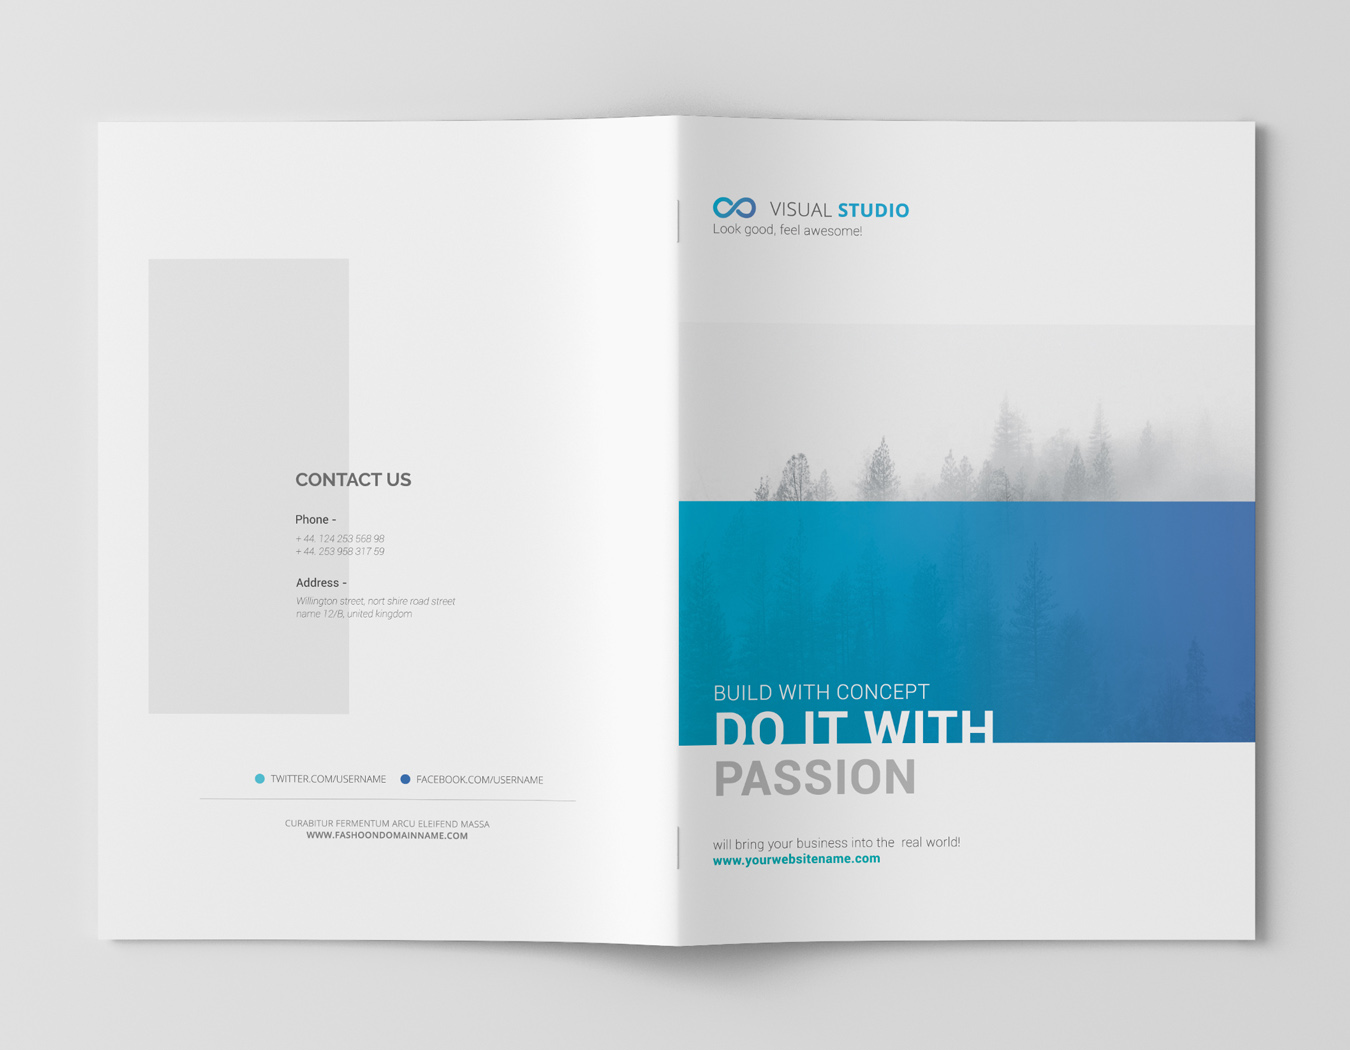 CONTACT US
Phone -
+ 44. 124 253 568 98
+ 44. 253 958 317 59
Address -
Willington street, nort shire road street
name 12/B, united kingdom
TWITTER.COM/USERNAME FACEBOOK.COM/USERNAME
CURABITUR FERMENTUM ARCU ELEIFEND MASSA
WWW.FASHOONDOMAINNAME.COM
VISUAL STUDIO
Look good, feel awesome!
BUILD WITH CONCEPT
DO IT WITH
PASSION
will bring your business into the real world!
www.yourwebsitename.com